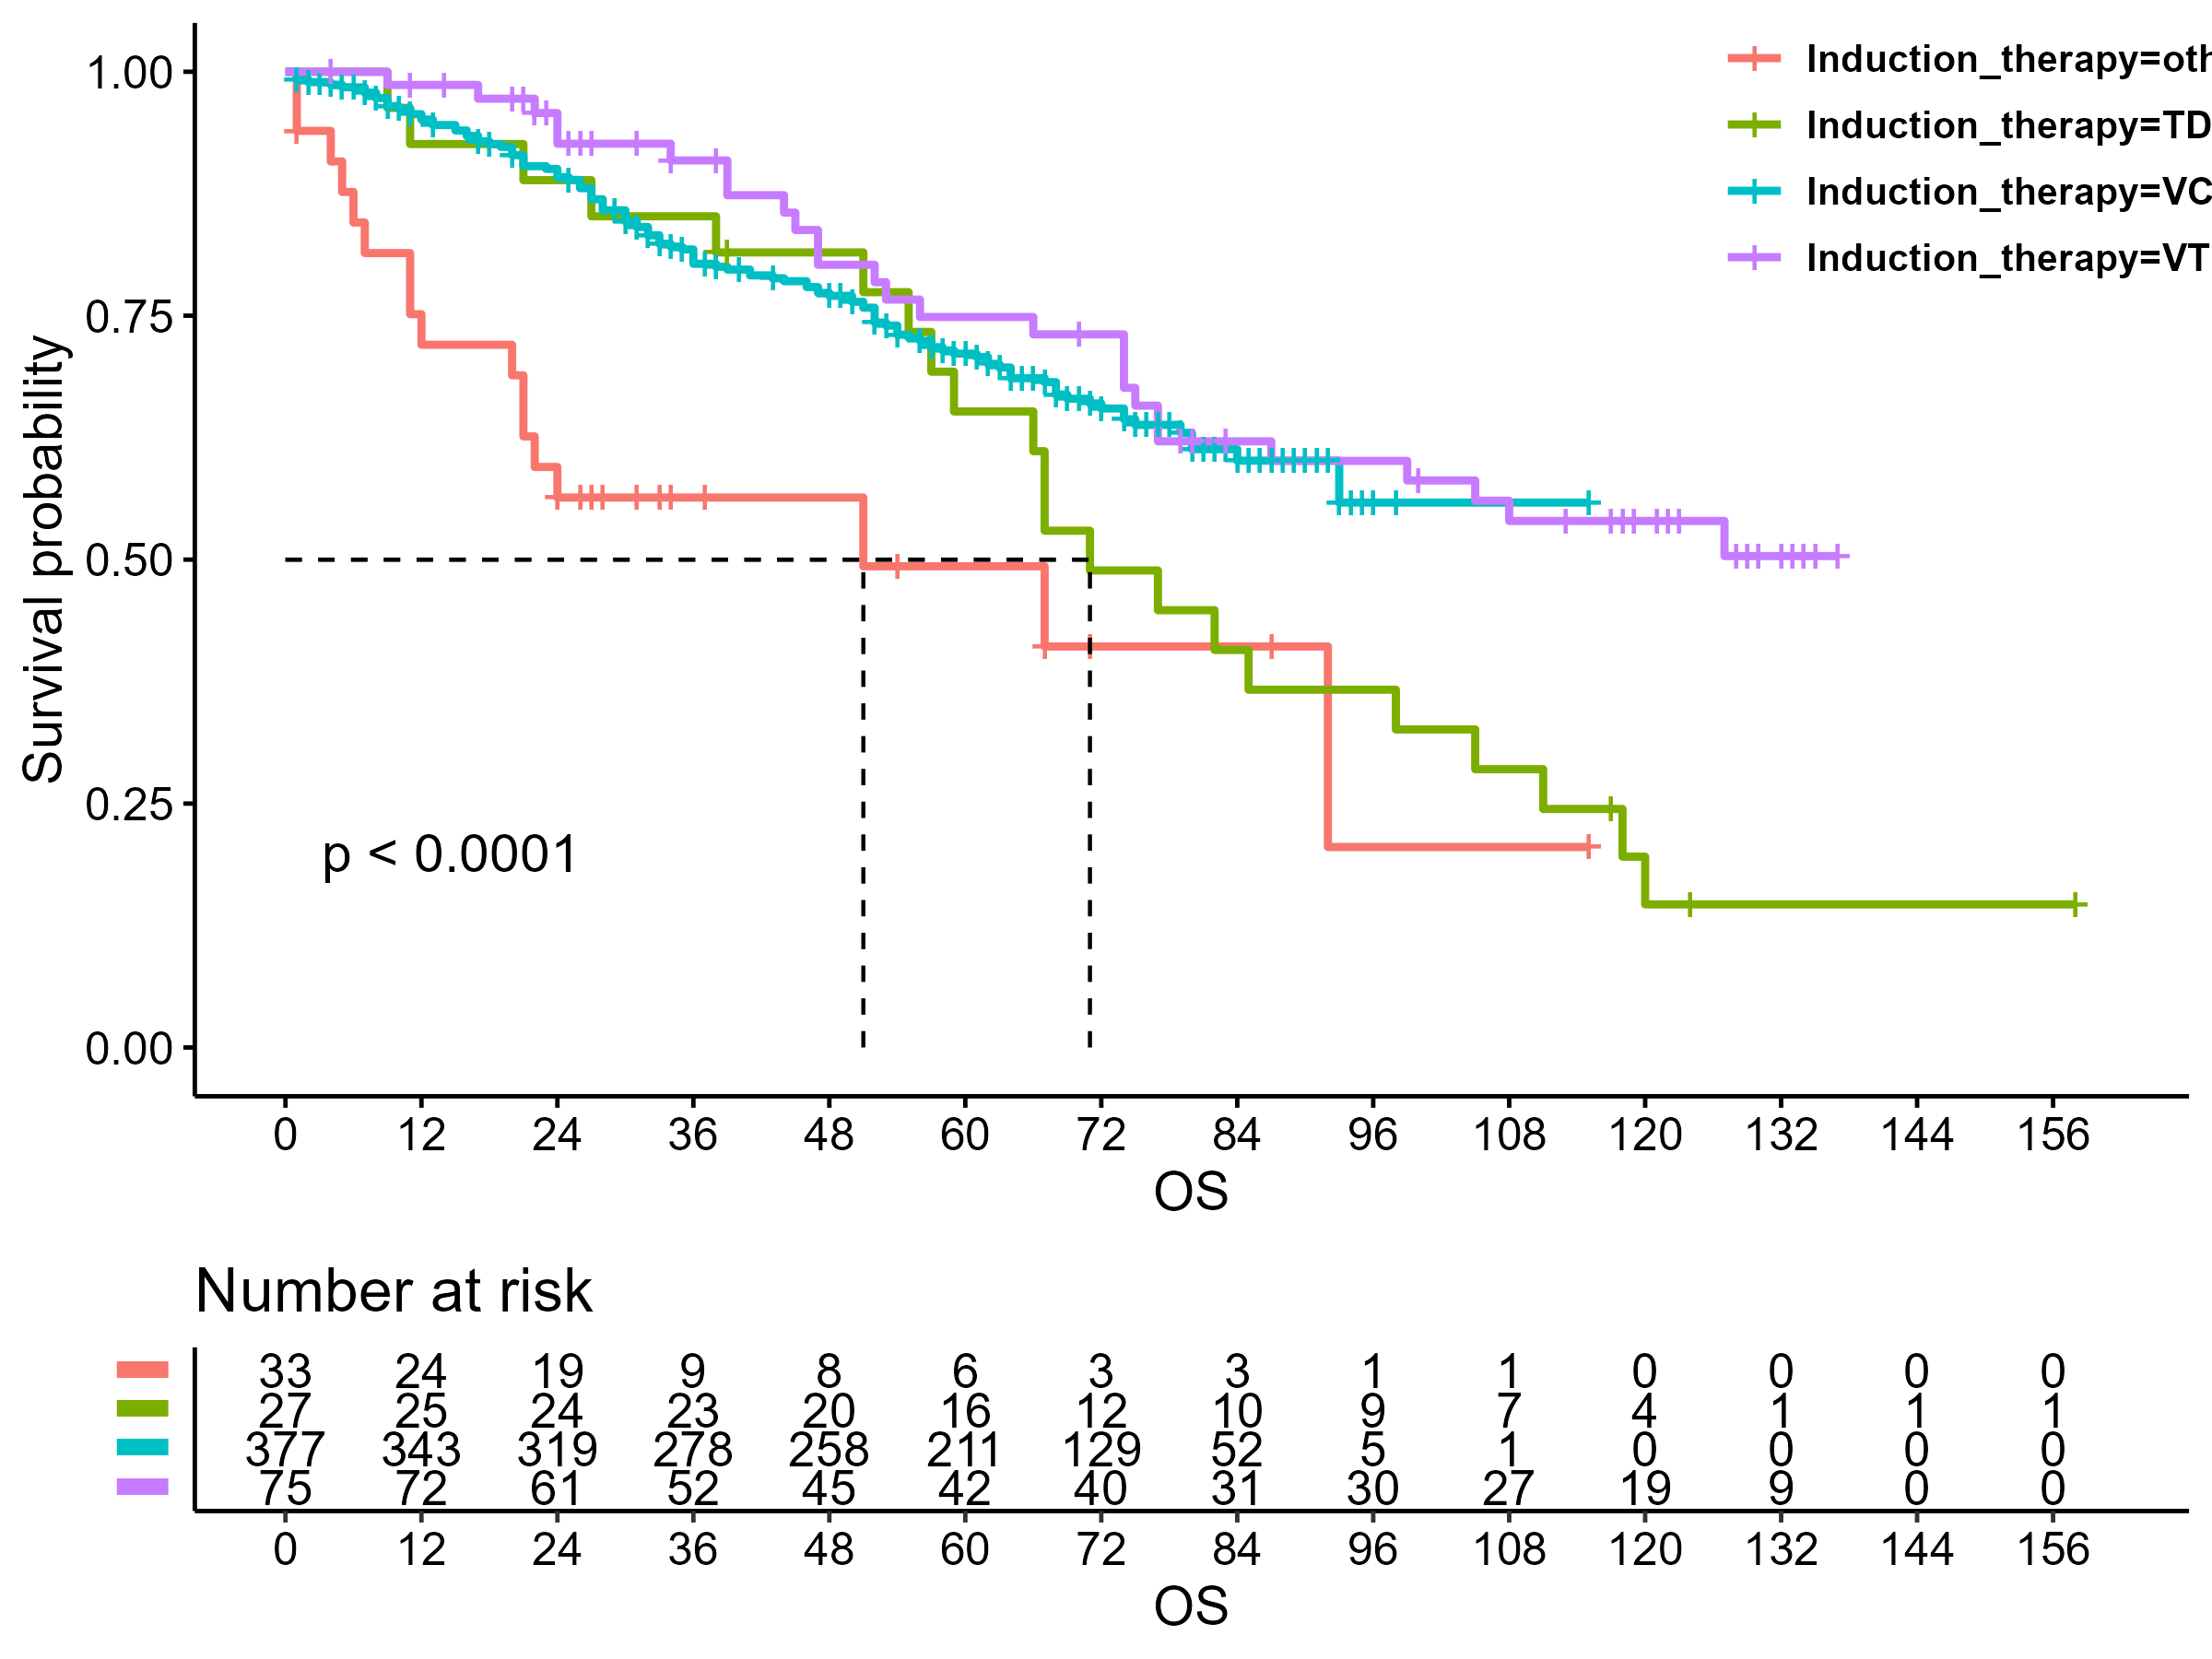 Induction_therapy=oth
Induction_therapy=TD
Induction_therapy=VC
Induction_therapy=VT
Survival probability
1.00
0.75
0.50
0.25
0.00
p < 0.0001
0 12 24 36 48 60 72 84 96 108 120 132 144 156
OS
Number at risk
33 24 19 9 8 6 3 3 1 1 0 0 0 0
27 25 24 23 20 16 12 10 9 7 4 1 1 1
377 343 319 278 258 211 129 52 5 1 0 0 0 0
75 72 61 52 45 42 40 31 30 27 19 9 0 0
0 12 24 36 48 60 72 84 96 108 120 132 144 156
OS